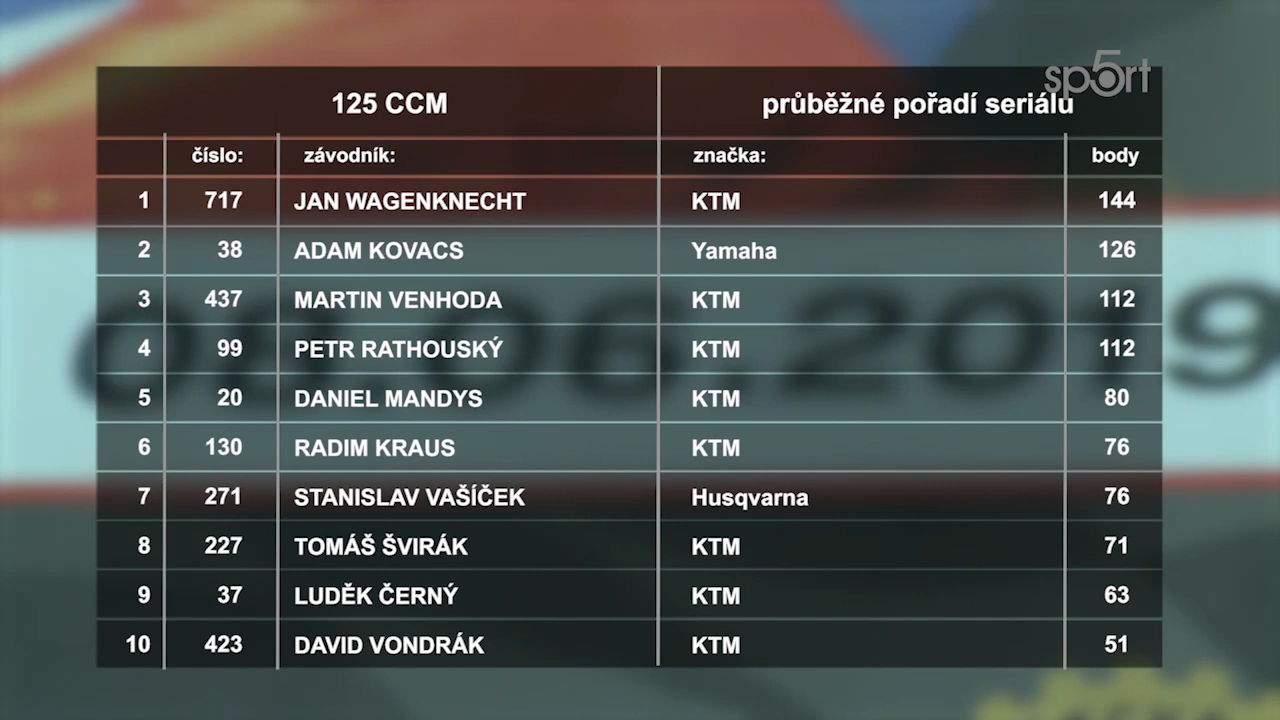 sp5rt
125 CCM průběžné pořadí seriálu
číslo: závodník: značka: body
1 717 JAN WAGENKNECHT KTM 144
2 38 ADAM KOVACS Yamaha 126
3 437 MARTIN VENHODA KTM 112
4 99 PETR RATHOUSKÝ KTM 112
5 20 DANIEL MANDYS KTM 80
6 130 RADIM KRAUS KTM 76
7 271 STANISLAV VAŠÍČEK Husqvarna 76
8 227 TOMÁŠ ŠVIRÁK KTM 71
9 37 LUDĚK ČERNÝ KTM 63
10 423 DAVID VONDRÁK KTM 51